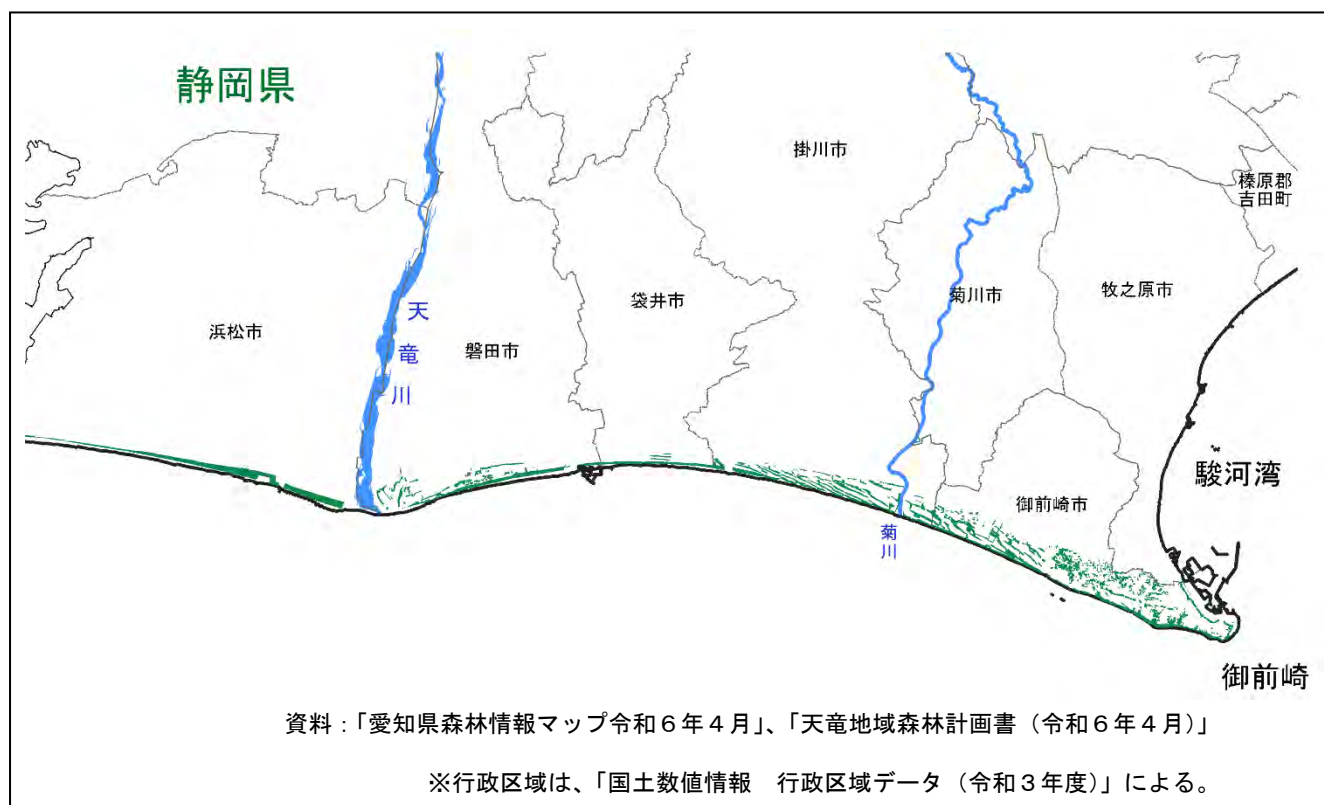 静岡県
掛川市
榛原郡
吉田町
浜松市
天竜川
磐田市
袋井市
菊川市
牧之原市
駿河湾
御前崎市
菊川
御前崎
資料：「愛知県森林情報マップ令和６年４月」、「天竜地域森林計画書（令和６年４月）」
※行政区域は、「国土数値情報　行政区域データ（令和３年度）」による。